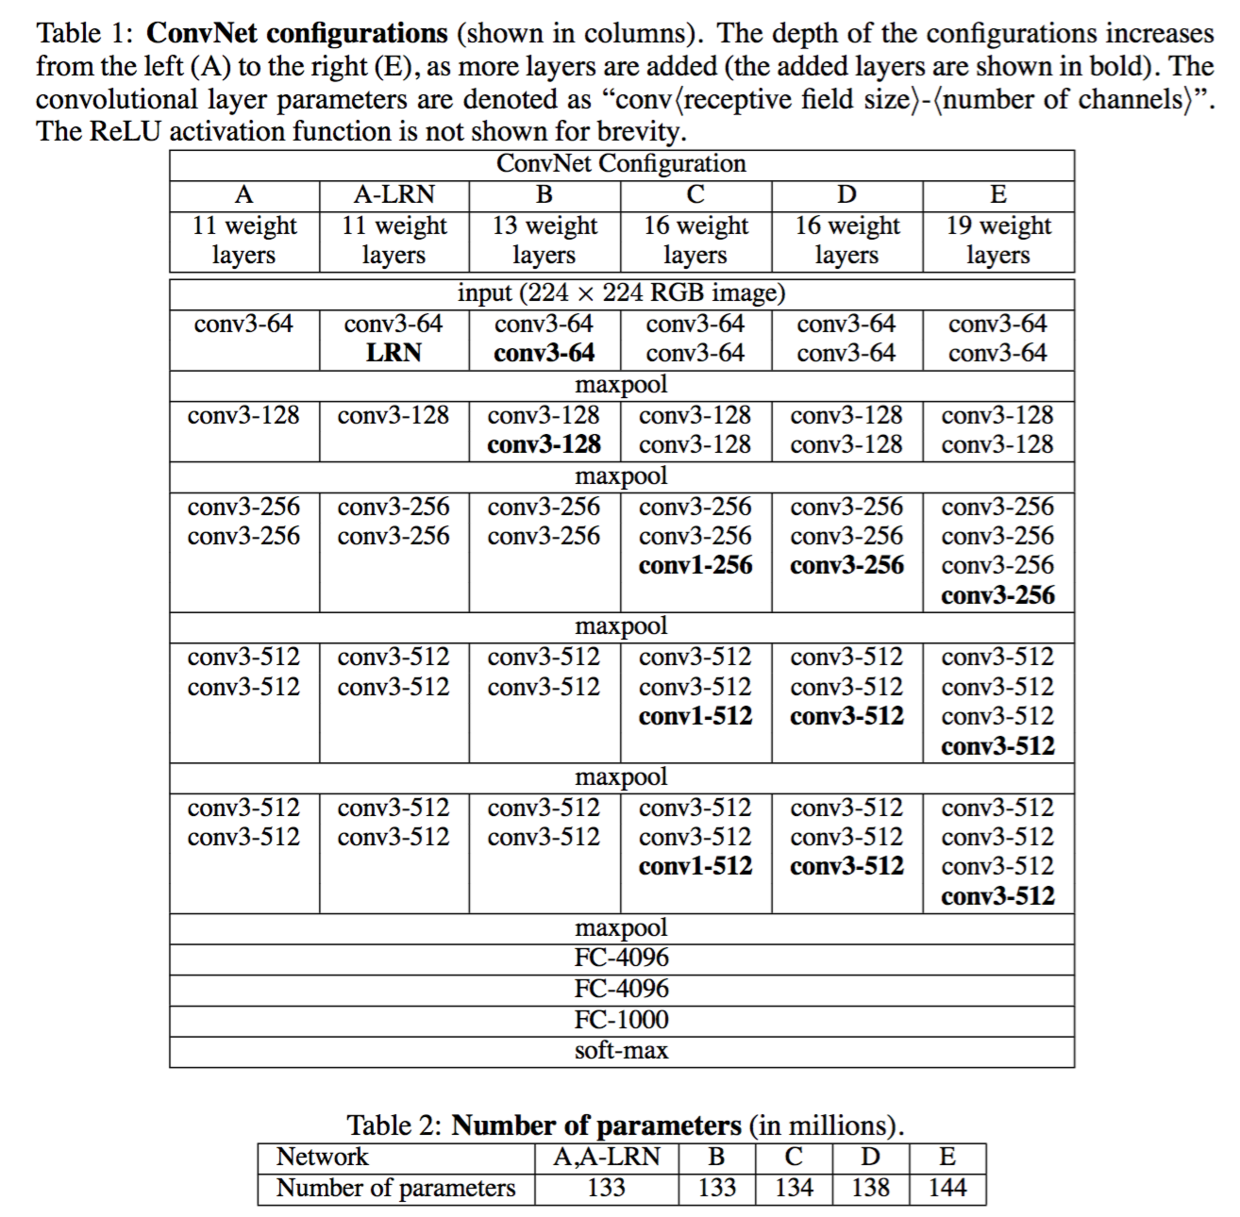 Table 1: ConvNet configurations (shown in columns). The depth of the configurations increases
from the left (A) to the right (E), as more layers are added (the added layers are shown in bold). The
convolutional layer parameters are denoted as “conv⟨receptive field size⟩-⟨number of channels⟩”.
The ReLU activation function is not shown for brevity.
ConvNet Configuration
A A-LRN B C D E
11 weight 11 weight 13 weight 16 weight 16 weight 19 weight
layers layers layers layers layers layers
input (224 × 224 RGB image)
conv3-64 conv3-64 conv3-64 conv3-64 conv3-64 conv3-64
LRN conv3-64 conv3-64 conv3-64 conv3-64
maxpool
conv3-128 conv3-128 conv3-128 conv3-128 conv3-128 conv3-128
conv3-128 conv3-128 conv3-128 conv3-128
maxpool
conv3-256 conv3-256 conv3-256 conv3-256 conv3-256 conv3-256
conv3-256 conv3-256 conv3-256 conv3-256 conv3-256 conv3-256
conv1-256 conv3-256 conv3-256
conv3-256
maxpool
conv3-512 conv3-512 conv3-512 conv3-512 conv3-512 conv3-512
conv3-512 conv3-512 conv3-512 conv3-512 conv3-512 conv3-512
conv1-512 conv3-512 conv3-512
conv3-512
maxpool
conv3-512 conv3-512 conv3-512 conv3-512 conv3-512 conv3-512
conv3-512 conv3-512 conv3-512 conv3-512 conv3-512 conv3-512
conv1-512 conv3-512 conv3-512
conv3-512
maxpool
FC-4096
FC-4096
FC-1000
soft-max
Table 2: Number of parameters (in millions).
Network A,A-LRN B C D E
Number of parameters 133 133 134 138 144